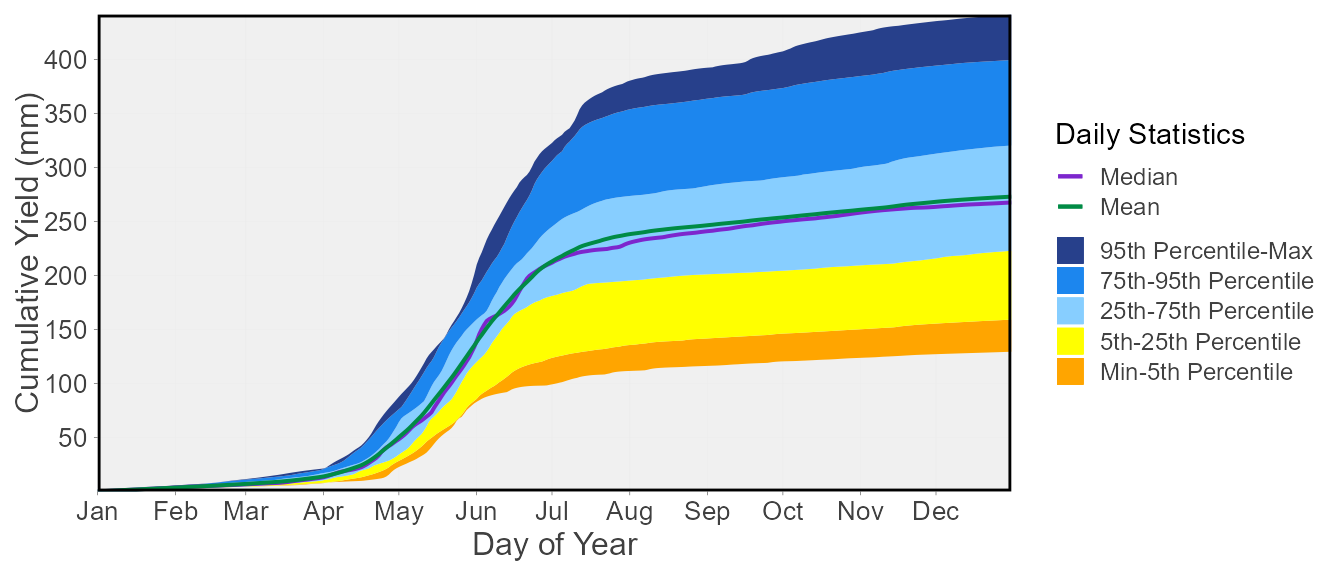 Cumulative Yield (mm)
400
350
300
250
200
150
100
50
Jan Feb Mar Apr May Jun Jul Aug Sep Oct Nov Dec
Day of Year
Daily Statistics
Median
Mean
95th Percentile-Max
75th-95th Percentile
25th-75th Percentile
5th-25th Percentile
Min-5th Percentile